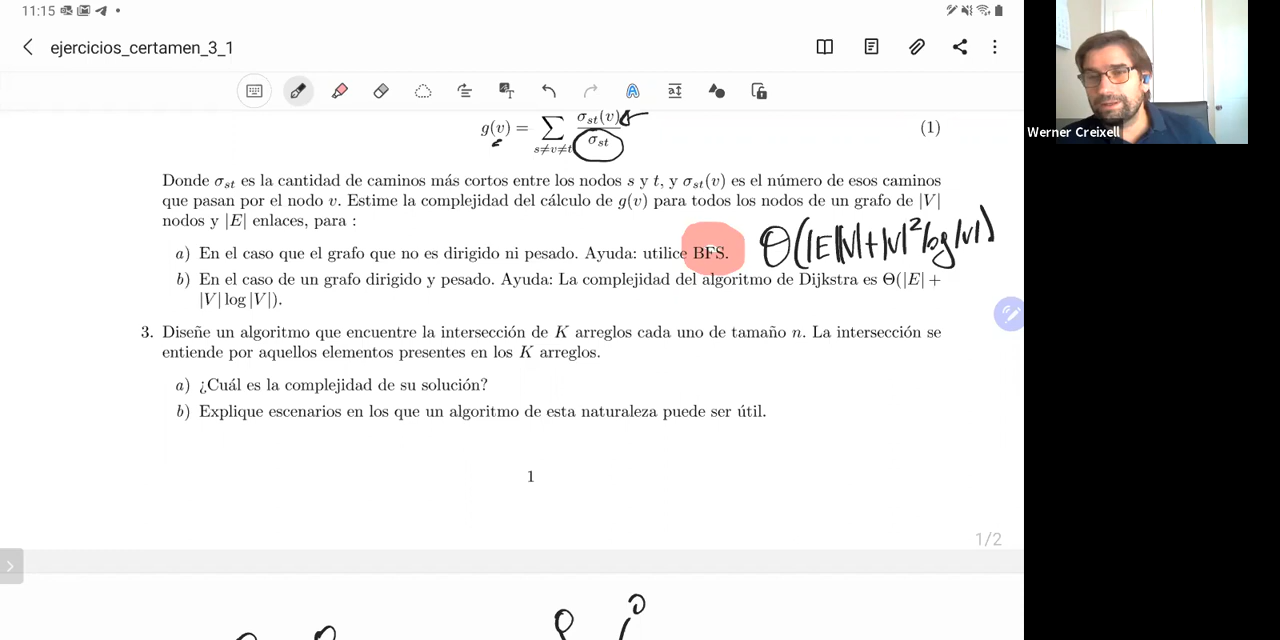 11:15
ejercicios_certamen_3_1
g(v) = ∑ s≠v≠t σst(v) / σst (1)
Donde σst es la cantidad de caminos más cortos entre los nodos s y t, y σst(v) es el número de esos caminos
que pasan por el nodo v. Estime la complejidad del cálculo de g(v) para todos los nodos de un grafo de |V|
nodos y |E| enlaces, para :
a) En el caso que el grafo que no es dirigido ni pesado. Ayuda: utilice BFS.
Θ(|E||V|+|V|² log|V|)
b) En el caso de un grafo dirigido y pesado. Ayuda: La complejidad del algoritmo de Dijkstra es Θ(|E| +
|V| log |V|).
3. Diseñe un algoritmo que encuentre la intersección de K arreglos cada uno de tamaño n. La intersección se
entiende por aquellos elementos presentes en los K arreglos.
a) ¿Cuál es la complejidad de su solución?
b) Explique escenarios en los que un algoritmo de esta naturaleza puede ser útil.
1
1/2
Werner Creixell